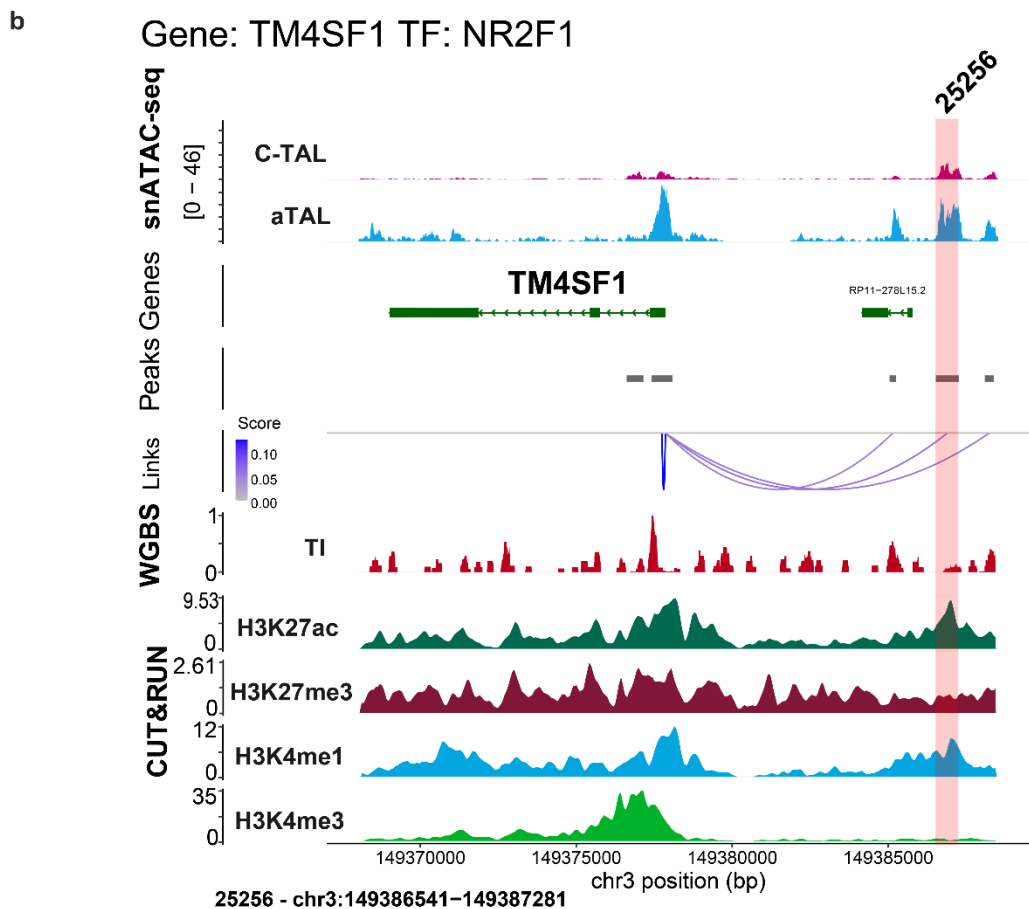 b
Gene: TM4SF1 TF: NR2F1
25256
snATAC-seq
[0 − 46]
C-TAL
aTAL
Genes
TM4SF1
RP11−278L15.2
Peaks
Links
Score
0.10
0.05
0.00
WGBS
1
0
TI
CUT&RUN
9.53
0
H3K27ac
2.61
0
H3K27me3
12
0
H3K4me1
35
0
H3K4me3
149370000 149375000 149380000 149385000
chr3 position (bp)
25256 - chr3:149386541−149387281